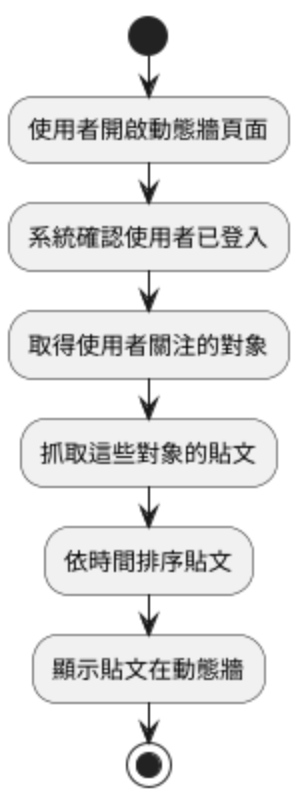 使用者開啟動態牆頁面
系統確認使用者已登入
取得使用者關注的對象
抓取這些對象的貼文
依時間排序貼文
顯示貼文在動態牆